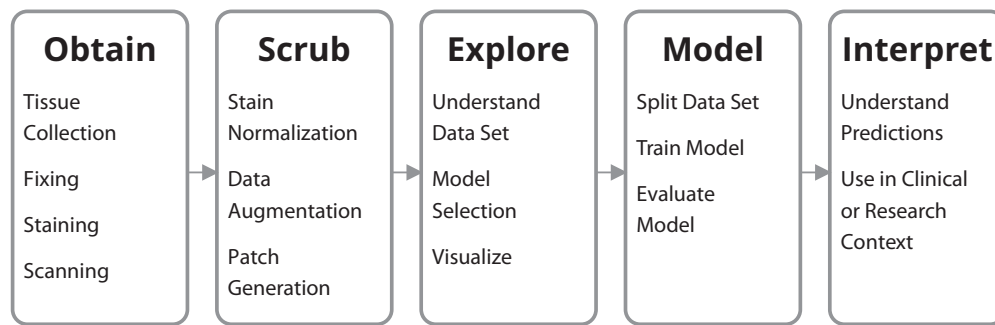 Obtain
Tissue
Collection
Fixing
Staining
Scanning
Scrub
Stain
Normalization
Data
Augmentation
Patch
Generation
Explore
Understand
Data Set
Model
Selection
Visualize
Model
Split Data Set
Train Model
Evaluate
Model
Interpret
Understand
Predictions
Use in Clinical
or Research
Context